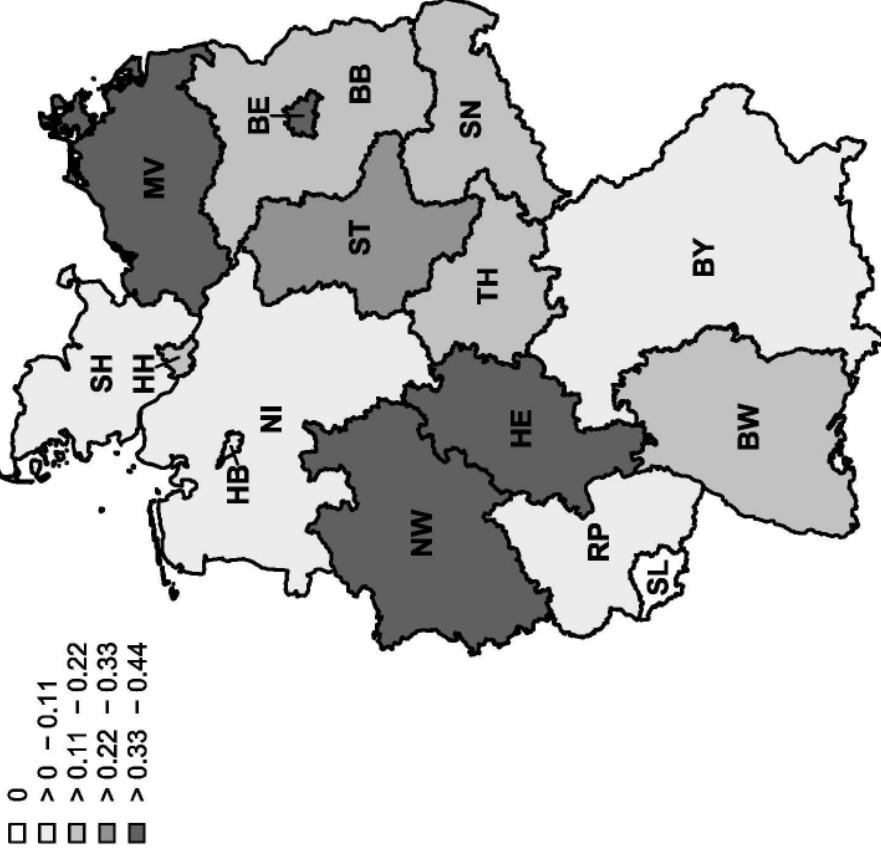 0
> 0 – 0.11
> 0.11 – 0.22
> 0.22 – 0.33
> 0.33 – 0.44
SH
HH
MV
HB
NI
BE
BB
ST
NW
HE
TH
SN
RP
SL
BW
BY